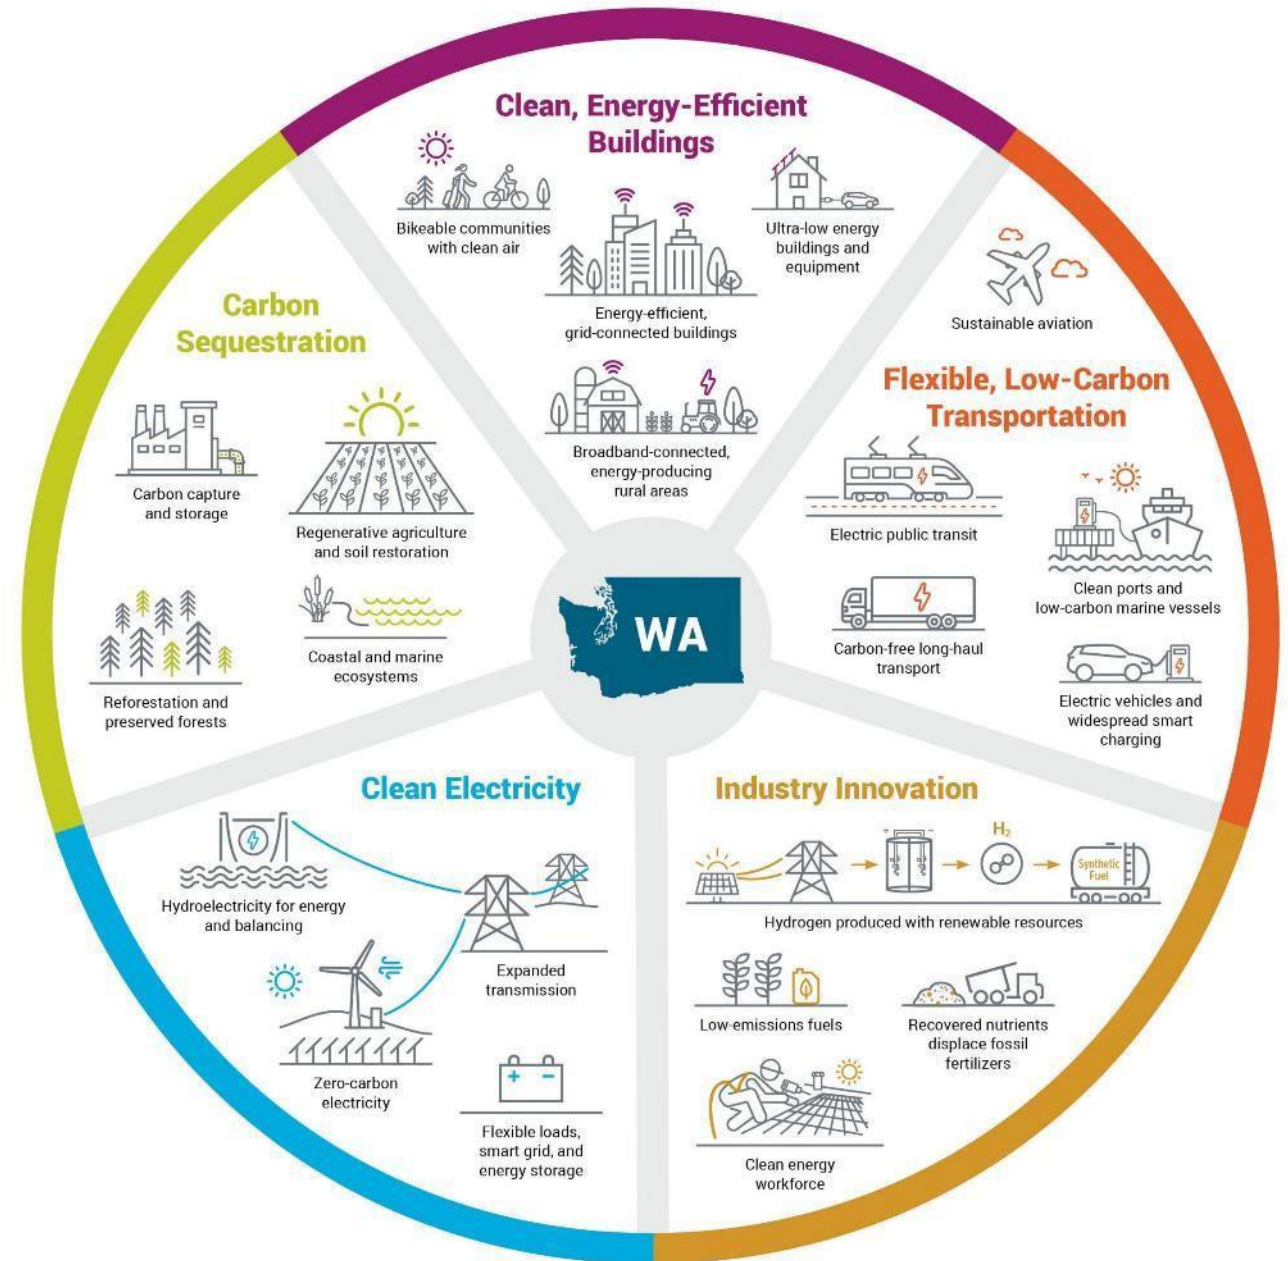 Clean, Energy-Efficient
Buildings
Bikeable communities
with clean air
Energy-efficient,
grid-connected buildings
Ultra-low energy
buildings and
equipment
Broadband-connected,
energy-producing
rural areas
Sustainable aviation
Flexible, Low-Carbon
Transportation
Electric public transit
Clean ports and
low-carbon marine vessels
Carbon-free long-haul
transport
Electric vehicles and
widespread smart
charging
Carbon
Sequestration
Carbon capture
and storage
Regenerative agriculture
and soil restoration
Reforestation and
preserved forests
Coastal and marine
ecosystems
WA
Clean Electricity
Hydroelectricity for energy
and balancing
Expanded
transmission
Zero-carbon
electricity
+ −
Flexible loads,
smart grid, and
energy storage
Industry Innovation
+ −
H₂
Synthetic
Fuel
Hydrogen produced with renewable resources
Low-emissions fuels
Recovered nutrients
displace fossil
fertilizers
Clean energy
workforce